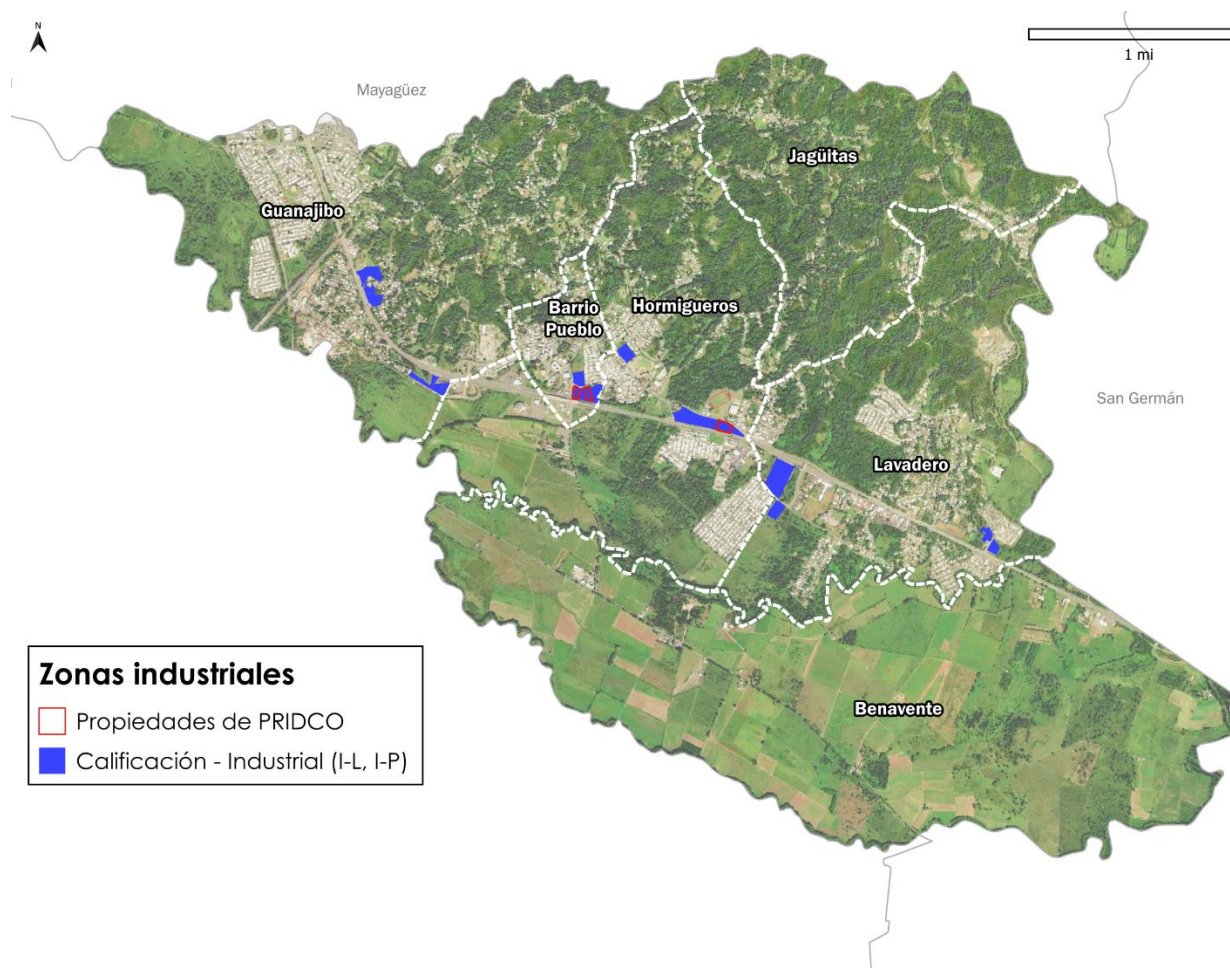 N
1 mi
Mayagüez
Jagüitas
Guanajibo
Barrio
Pueblo
Hormigueros
San Germán
Lavadero
Benavente
Zonas industriales
Propiedades de PRIDCO
Calificación - Industrial (I-L, I-P)